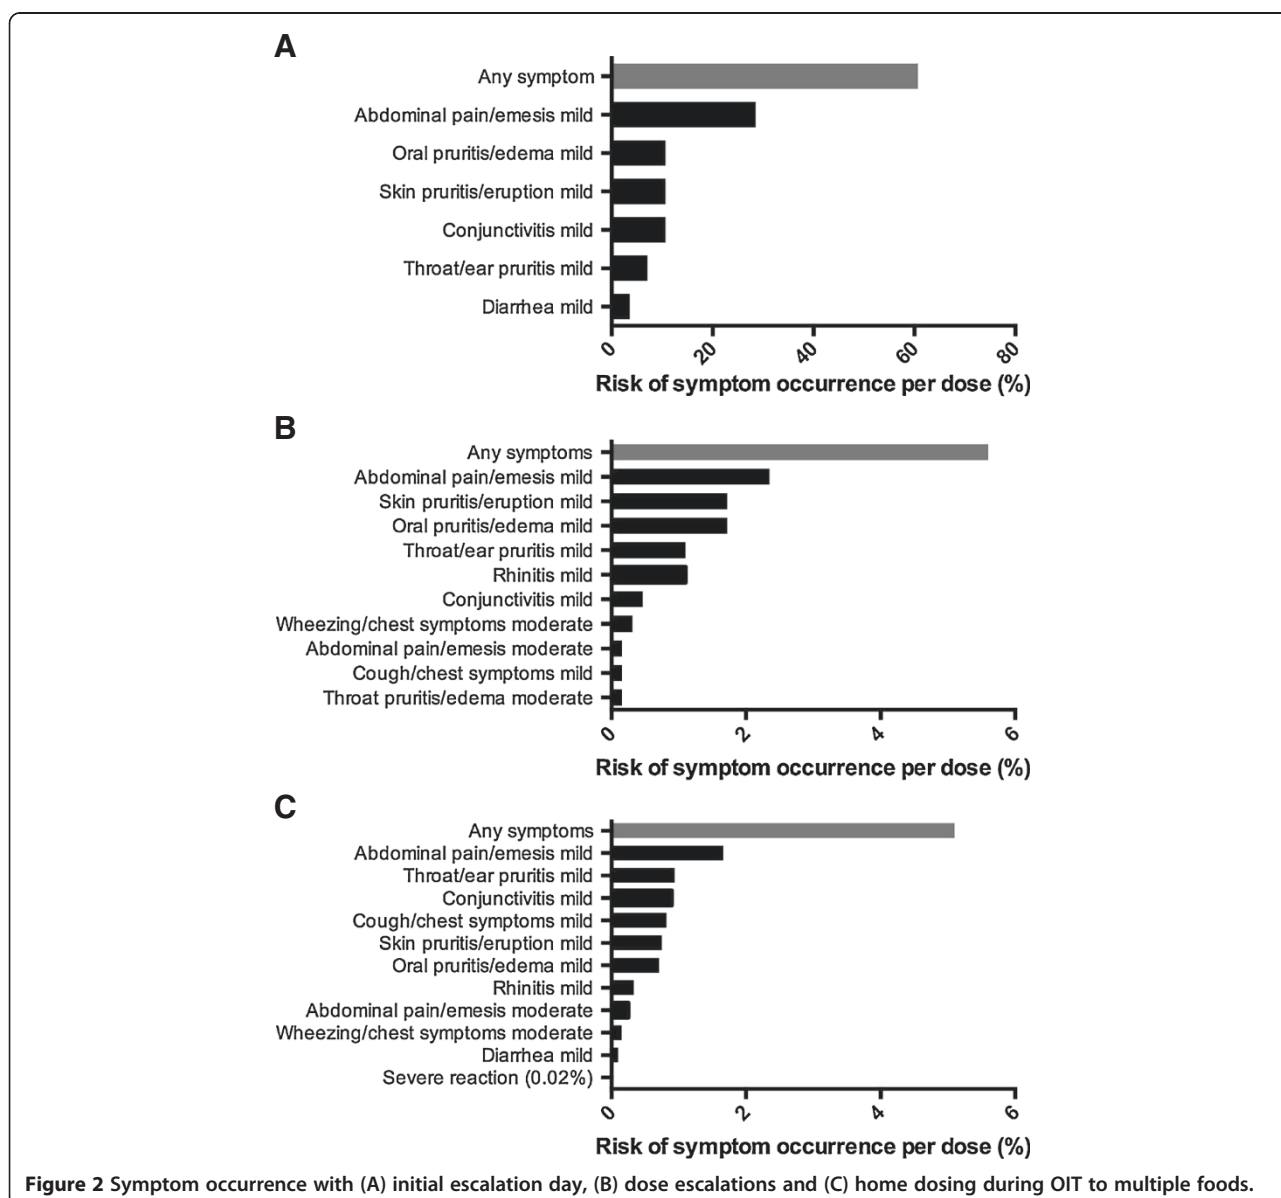 A
Any symptom
Abdominal pain/emesis mild
Oral pruritis/edema mild
Skin pruritis/eruption mild
Conjunctivitis mild
Throat/ear pruritis mild
Diarrhea mild
0 20 40 60 80
Risk of symptom occurrence per dose (%)
B
Any symptoms
Abdominal pain/emesis mild
Skin pruritis/eruption mild
Oral pruritis/edema mild
Throat/ear pruritis mild
Rhinitis mild
Conjunctivitis mild
Wheezing/chest symptoms moderate
Abdominal pain/emesis moderate
Cough/chest symptoms mild
Throat pruritis/edema moderate
0 2 4 6
Risk of symptom occurrence per dose (%)
C
Any symptoms
Abdominal pain/emesis mild
Throat/ear pruritis mild
Conjunctivitis mild
Cough/chest symptoms mild
Skin pruritis/eruption mild
Oral pruritis/edema mild
Rhinitis mild
Abdominal pain/emesis moderate
Wheezing/chest symptoms moderate
Diarrhea mild
Severe reaction (0.02%)
0 2 4 6
Risk of symptom occurrence per dose (%)
Figure 2 Symptom occurrence with (A) initial escalation day, (B) dose escalations and (C) home dosing during OIT to multiple foods.